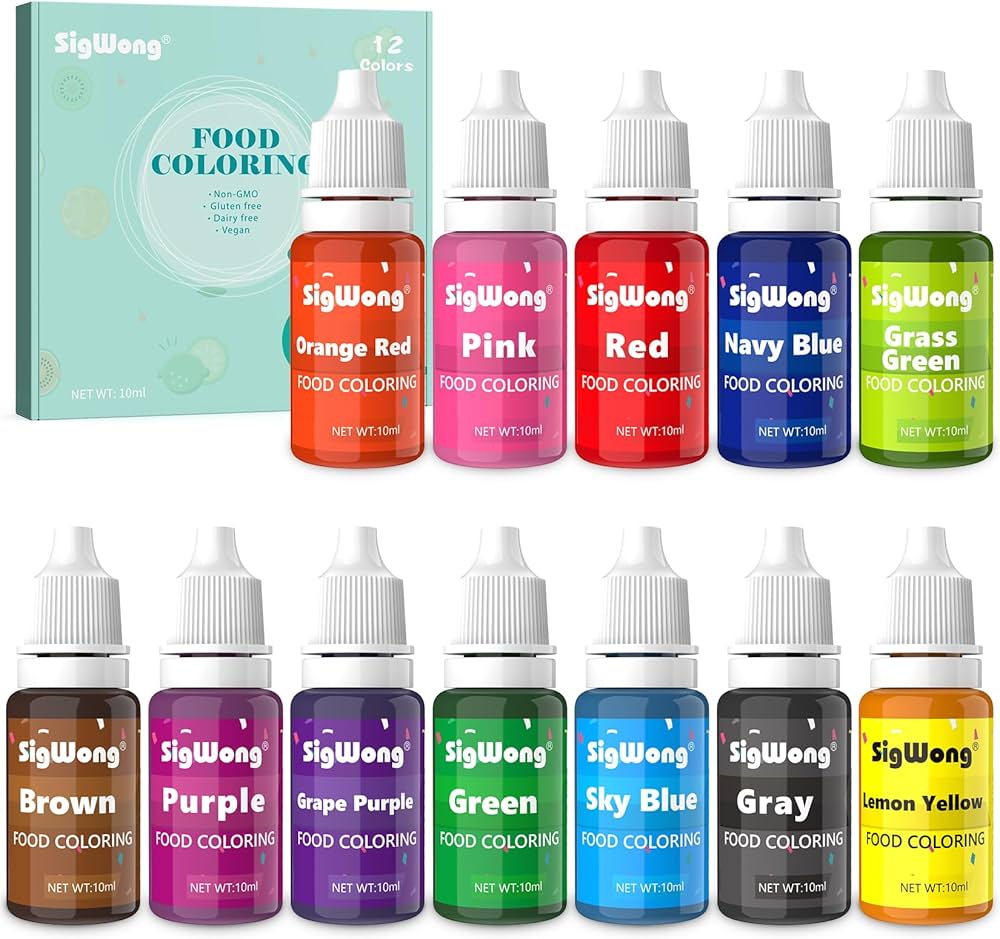 SigWong®
12
Colors
FOOD
COLORING
• Non-GMO
• Gluten free
• Dairy free
• Vegan
NET WT: 10ml
SigWong®
Orange Red
FOOD COLORING
NET WT:10ml
SigWong®
Pink
FOOD COLORING
NET WT:10ml
SigWong®
Red
FOOD COLORING
NET WT:10ml
SigWong®
Navy Blue
FOOD COLORING
NET WT:10ml
SigWong®
Grass
Green
FOOD COLORING
NET WT:10ml
SigWong®
Brown
FOOD COLORING
NET WT:10ml
SigWong®
Purple
FOOD COLORING
NET WT:10ml
SigWong®
Grape Purple
FOOD COLORING
NET WT:10ml
SigWong®
Green
FOOD COLORING
NET WT:10ml
SigWong®
Sky Blue
FOOD COLORING
NET WT:10ml
SigWong®
Gray
FOOD COLORING
NET WT:10ml
SigWong®
Lemon Yellow
FOOD COLORING
NET WT:10ml